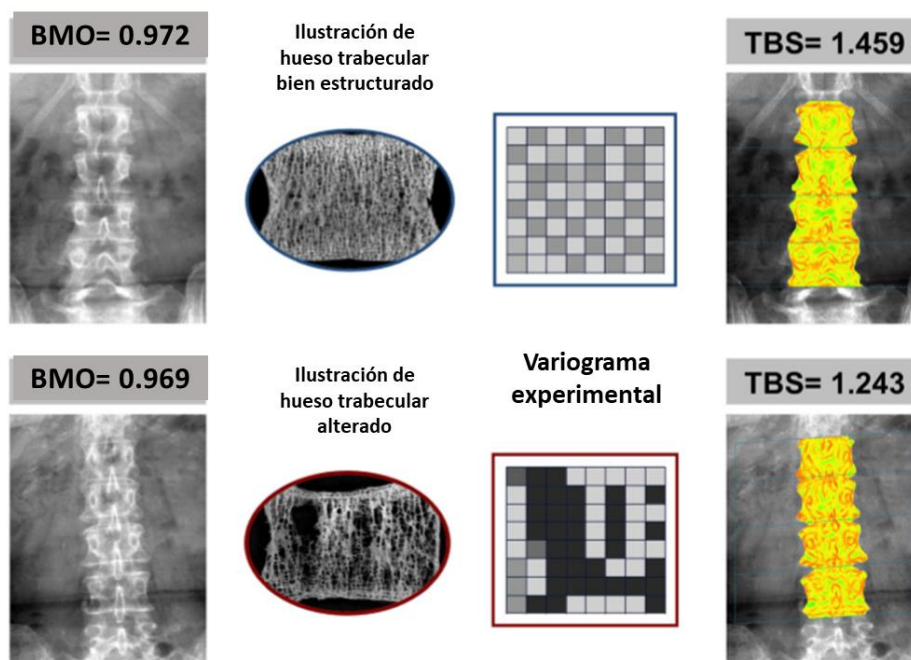 BMO= 0.972
Ilustración de
hueso trabecular
bien estructurado
TBS= 1.459
BMO= 0.969
Ilustración de
hueso trabecular
alterado
Variograma
experimental
TBS= 1.243